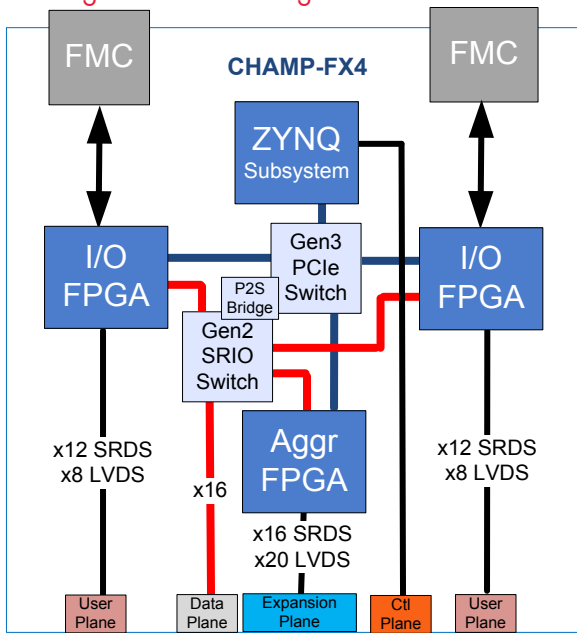 FMC
FMC
CHAMP-FX4
ZYNQ
Subsystem
I/O
FPGA
Gen3
PCIe
Switch
I/O
FPGA
P2S
Bridge
Gen2
SRIO
Switch
Aggr
FPGA
x12 SRDS
x8 LVDS
x16
x12 SRDS
x8 LVDS
x16 SRDS
x20 LVDS
User
Plane
Data
Plane
Expansion
Plane
Ctl
Plane
User
Plane